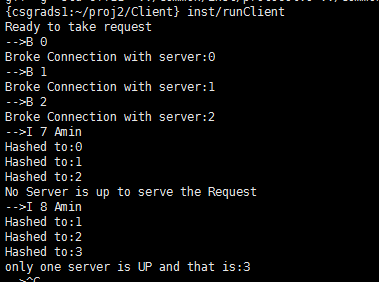 {csgrads1:~/proj2/Client} inst/runClient
Ready to take request
-->B 0
Broke Connection with server:0
-->B 1
Broke Connection with server:1
-->B 2
Broke Connection with server:2
-->I 7 Amin
Hashed to:0
Hashed to:1
Hashed to:2
No Server is up to serve the Request
-->I 8 Amin
Hashed to:1
Hashed to:2
Hashed to:3
only one server is UP and that is:3
-->^C